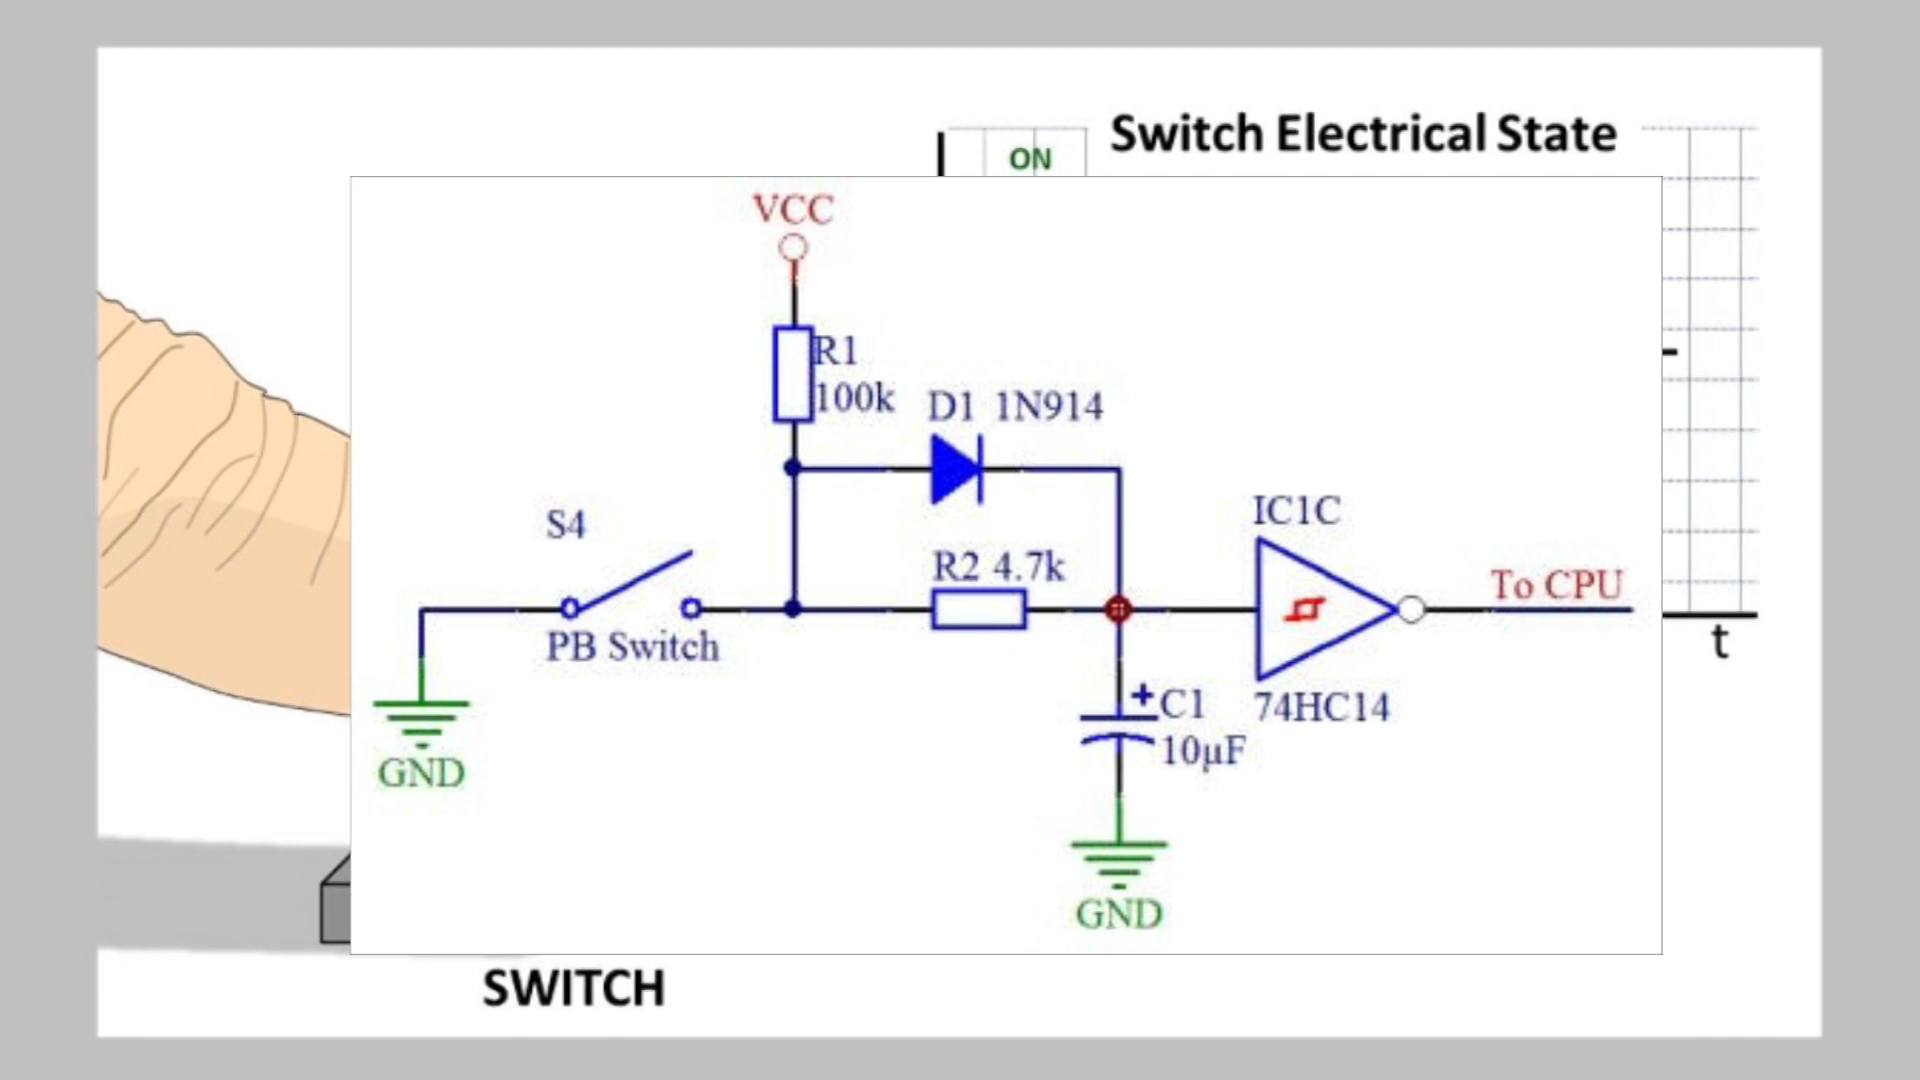 Switch Electrical State
ON
VCC
R1
100k
D1 1N914
S4
PB Switch
R2 4.7k
IC1C
To CPU
74HC14
+
C1
10µF
GND
GND
t
SWITCH